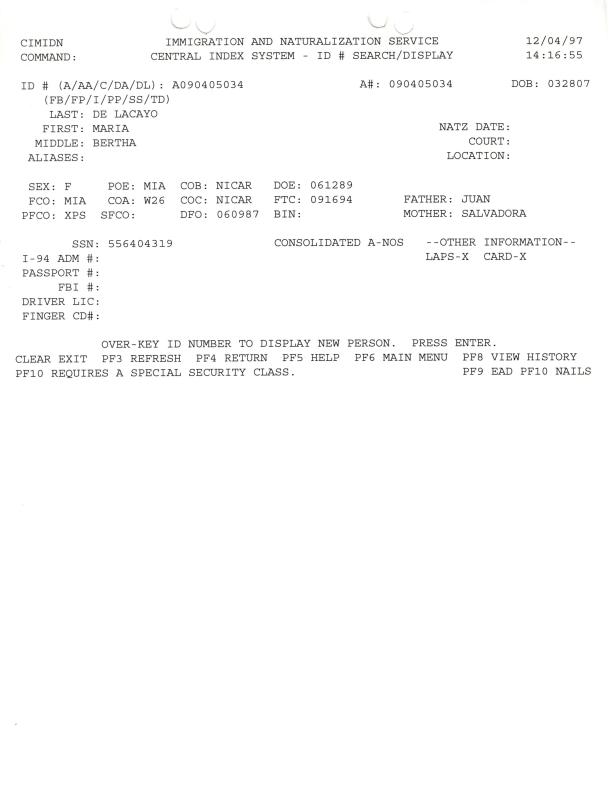 CIMIDN IMMIGRATION AND NATURALIZATION SERVICE 12/04/97
COMMAND: CENTRAL INDEX SYSTEM - ID # SEARCH/DISPLAY 14:16:55
ID # (A/AA/C/DA/DL): A090405034 A#: 090405034 DOB: 032807
(FB/FP/I/PP/SS/TD)
LAST: DE LACAYO
FIRST: MARIA NATZ DATE:
MIDDLE: BERTHA COURT:
ALIASES: LOCATION:
SEX: F POE: MIA COB: NICAR DOE: 061289
FCO: MIA COA: W26 COC: NICAR FTC: 091694 FATHER: JUAN
PFCO: XPS SFCO: DFO: 060987 BIN: MOTHER: SALVADORA
SSN: 556404319 CONSOLIDATED A-NOS --OTHER INFORMATION--
I-94 ADM #: LAPS-X CARD-X
PASSPORT #:
FBI #:
DRIVER LIC:
FINGER CD#:
OVER-KEY ID NUMBER TO DISPLAY NEW PERSON. PRESS ENTER.
CLEAR EXIT PF3 REFRESH PF4 RETURN PF5 HELP PF6 MAIN MENU PF8 VIEW HISTORY
PF10 REQUIRES A SPECIAL SECURITY CLASS. PF9 EAD PF10 NAILS